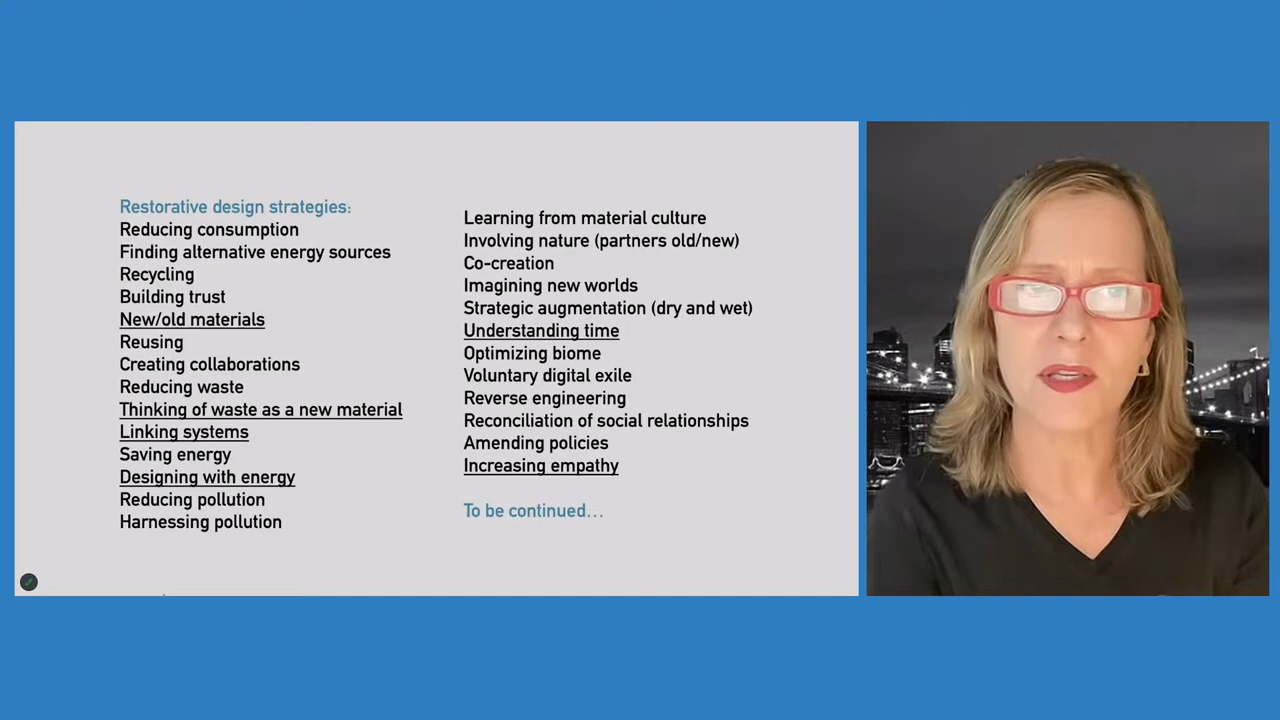 Restorative design strategies:
Reducing consumption
Finding alternative energy sources
Recycling
Building trust
New/old materials
Reusing
Creating collaborations
Reducing waste
Thinking of waste as a new material
Linking systems
Saving energy
Designing with energy
Reducing pollution
Harnessing pollution
Learning from material culture
Involving nature (partners old/new)
Co-creation
Imagining new worlds
Strategic augmentation (dry and wet)
Understanding time
Optimizing biome
Voluntary digital exile
Reverse engineering
Reconciliation of social relationships
Amending policies
Increasing empathy
To be continued...